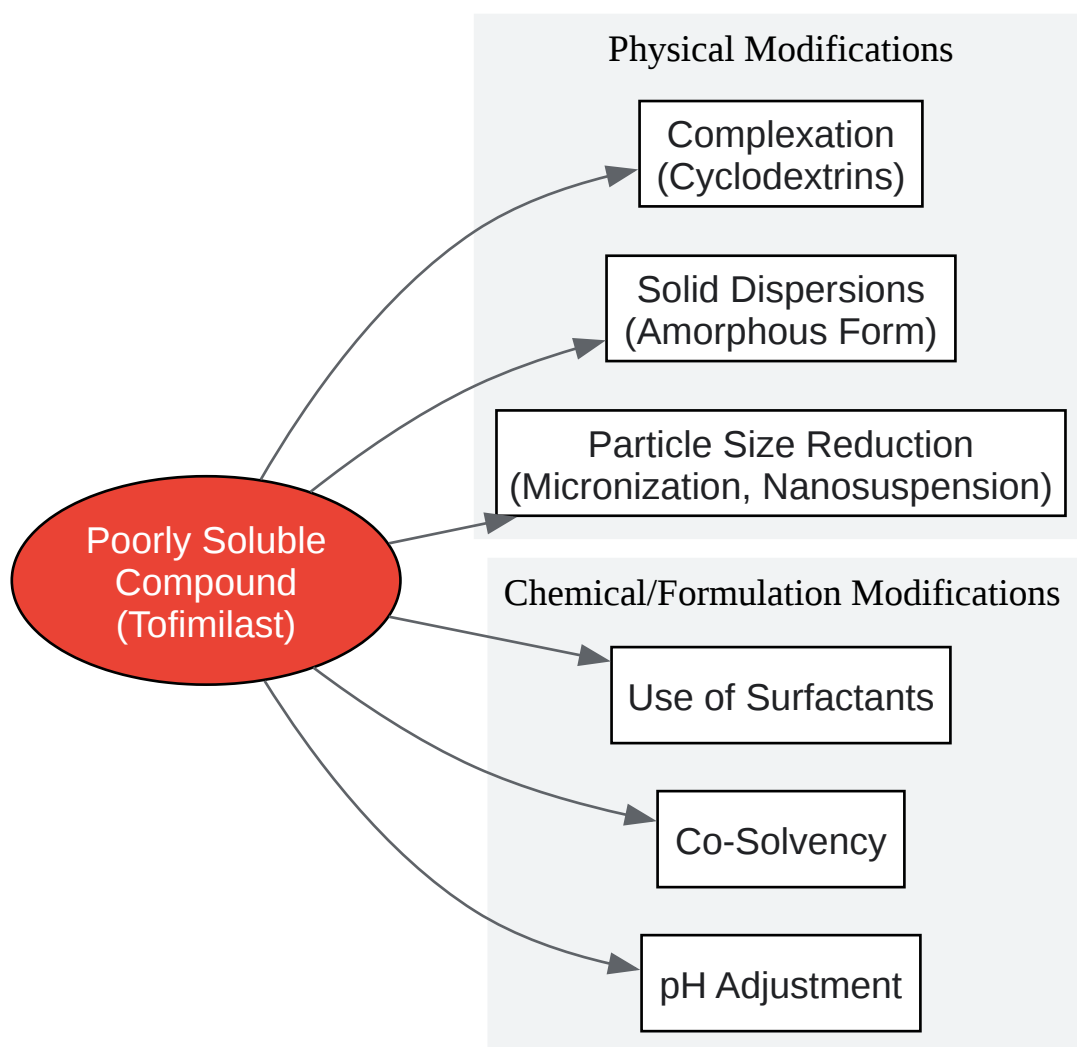 Physical Modifications
Complexation
(Cyclodextrins)
Solid Dispersions
(Amorphous Form)
Particle Size Reduction
(Micronization, Nanosuspension)
Poorly Soluble
Compound
(Tofimilast)
Chemical/Formulation Modifications
Use of Surfactants
Co-Solvency
pH Adjustment